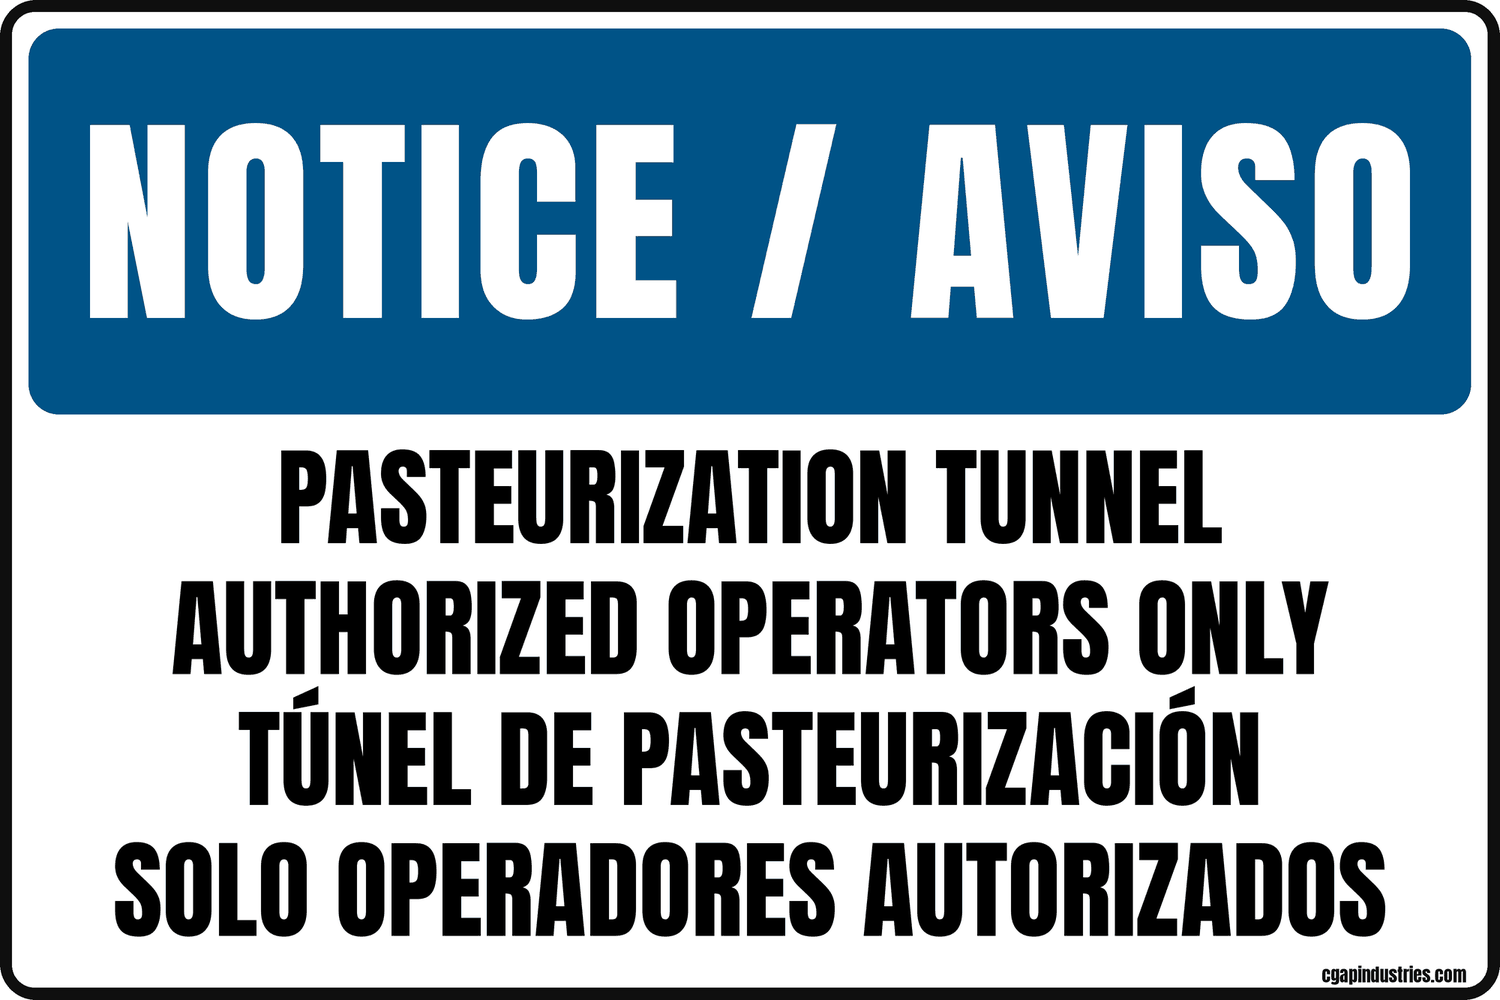 NOTICE / AVISO
PASTEURIZATION TUNNEL
AUTHORIZED OPERATORS ONLY
TÚNEL DE PASTEURIZACIÓN
SOLO OPERADORES AUTORIZADOS
cgapindustries.com